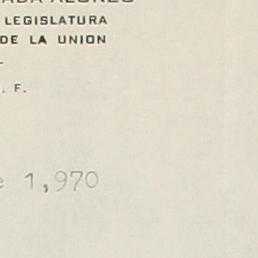 LEGISLATURA
DE LA UNION
. F.
e 1,970